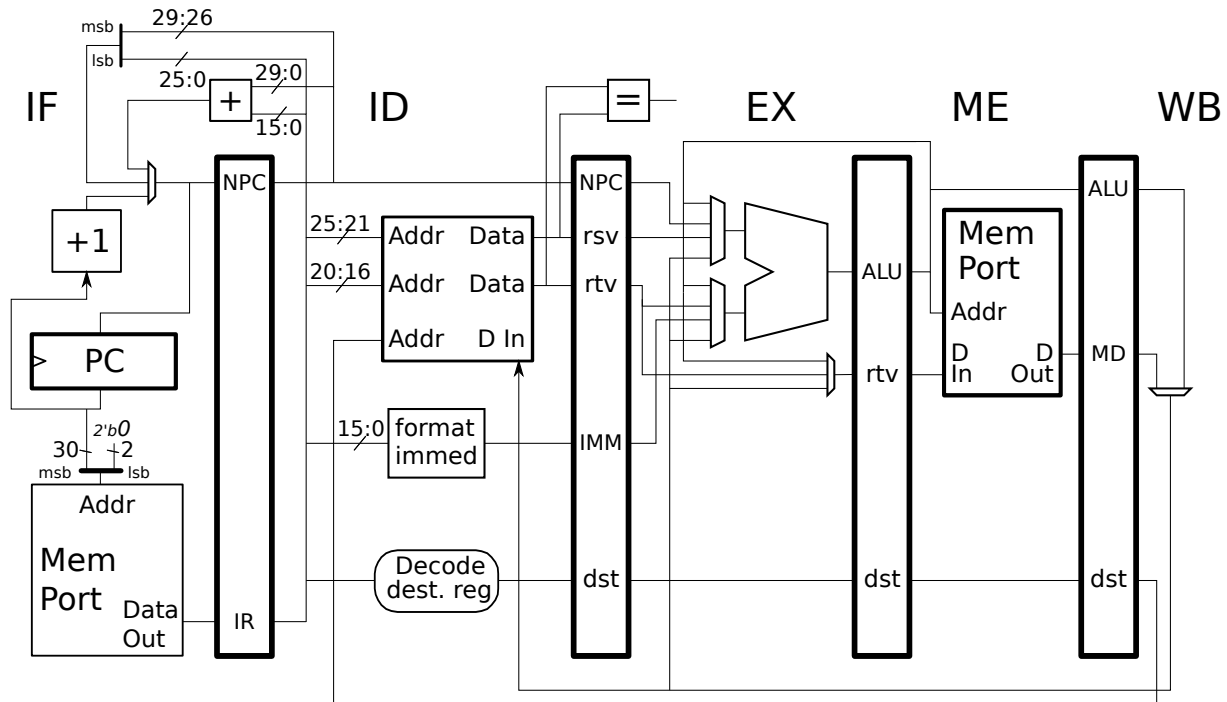 29:26
msb
lsb
25:0
29:0
+
15:0
=
IF
ID
EX
ME
WB
NPC
NPC
ALU
+1
25:21
Addr
Data
rsv
20:16
Addr
Data
rtv
Addr
D In
ALU
Mem
Port
Addr
D
In
D
Out
MD
PC
rtv
15:0
format
immed
IMM
2'b0
30
2
msb
lsb
Addr
Mem
Port
Data
Out
IR
Decode
dest. reg
dst
dst
dst